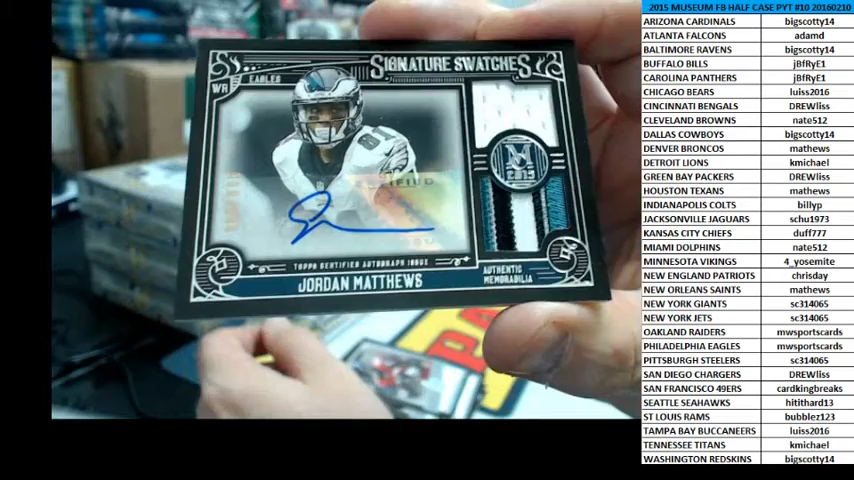 SIGNATURE SWATCHES
WR
EAGLES
81
M
2015
TOPPS CERTIFIED AUTOGRAPH ISSUE
JORDAN MATTHEWS
AUTHENTIC
MEMORABILIA
2015 MUSEUM FB HALF CASE PYT #10 20160210
ARIZONA CARDINALS bigscotty14
ATLANTA FALCONS adamd
BALTIMORE RAVENS bigscotty14
BUFFALO BILLS jBfRyE1
CAROLINA PANTHERS jBfRyE1
CHICAGO BEARS luiss2016
CINCINNATI BENGALS DREWliss
CLEVELAND BROWNS nate512
DALLAS COWBOYS bigscotty14
DENVER BRONCOS mathews
DETROIT LIONS kmichael
GREEN BAY PACKERS DREWliss
HOUSTON TEXANS mathews
INDIANAPOLIS COLTS billyp
JACKSONVILLE JAGUARS schu1973
KANSAS CITY CHIEFS duff777
MIAMI DOLPHINS nate512
MINNESOTA VIKINGS 4_yosemite
NEW ENGLAND PATRIOTS chrisday
NEW ORLEANS SAINTS mathews
NEW YORK GIANTS sc314065
NEW YORK JETS sc314065
OAKLAND RAIDERS mwsportscards
PHILADELPHIA EAGLES mwsportscards
PITTSBURGH STEELERS sc314065
SAN DIEGO CHARGERS DREWliss
SAN FRANCISCO 49ERS cardkingbreaks
SEATTLE SEAHAWKS hitithard13
ST LOUIS RAMS bubblez123
TAMPA BAY BUCCANEERS luiss2016
TENNESSEE TITANS kmichael
WASHINGTON REDSKINS bigscotty14